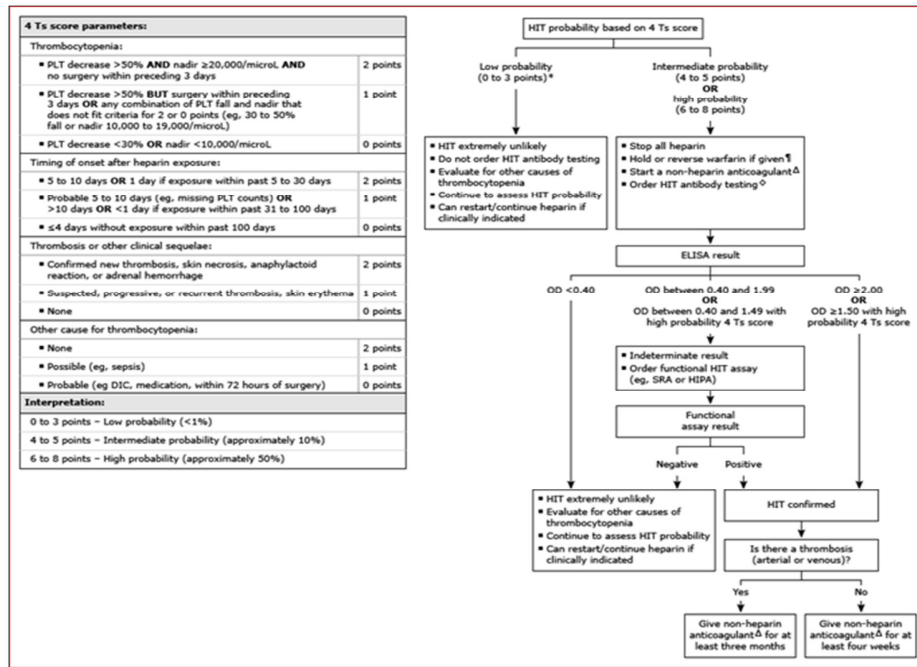 4 Ts score parameters:
Thrombocytopenia:
▪ PLT decrease >50% AND nadir ≥20,000/microL AND
no surgery within preceding 3 days
2 points
▪ PLT decrease >50% BUT surgery within preceding
3 days OR any combination of PLT fall and nadir that
does not fit criteria for 2 or 0 points (eg, 30 to 50%
fall or nadir 10,000 to 19,000/microL)
1 point
▪ PLT decrease <30% OR nadir <10,000/microL
0 points
Timing of onset after heparin exposure:
▪ 5 to 10 days OR 1 day if exposure within past 5 to 30 days
2 points
▪ Probable 5 to 10 days (eg, missing PLT counts) OR
>10 days OR <1 day if exposure within past 31 to 100 days
1 point
▪ ≤4 days without exposure within past 100 days
0 points
Thrombosis or other clinical sequelae:
▪ Confirmed new thrombosis, skin necrosis, anaphylactoid
reaction, or adrenal hemorrhage
2 points
▪ Suspected, progressive, or recurrent thrombosis, skin erythema
1 point
▪ None
0 points
Other cause for thrombocytopenia:
▪ None
2 points
▪ Possible (eg, sepsis)
1 point
▪ Probable (eg DIC, medication, within 72 hours of surgery)
0 points
Interpretation:
0 to 3 points – Low probability (<1%)
4 to 5 points – Intermediate probability (approximately 10%)
6 to 8 points – High probability (approximately 50%)
HIT probability based on 4 Ts score
Low probability
(0 to 3 points)*
Intermediate probability
(4 to 5 points)
OR
high probability
(6 to 8 points)
▪ HIT extremely unlikely
▪ Do not order HIT antibody testing
▪ Evaluate for other causes of
thrombocytopenia
▪ Continue to assess HIT probability
▪ Can restart/continue heparin if
clinically indicated
▪ Stop all heparin
▪ Hold or reverse warfarin if given¶
▪ Start a non-heparin anticoagulantΔ
▪ Order HIT antibody testing◇
ELISA result
OD <0.40
OD between 0.40 and 1.99
OR
OD between 0.40 and 1.49 with
high probability 4 Ts score
OD ≥2.00
OR
OD ≥1.50 with high
probability 4 Ts score
▪ Indeterminate result
▪ Order functional HIT assay
(eg, SRA or HIPA)
Functional
assay result
Negative
Positive
▪ HIT extremely unlikely
▪ Evaluate for other causes of
thrombocytopenia
▪ Continue to assess HIT probability
▪ Can restart/continue heparin if
clinically indicated
HIT confirmed
Is there a thrombosis
(arterial or venous)?
Yes
No
Give non-heparin
anticoagulantΔ for at
least three months
Give non-heparin
anticoagulantΔ for at
least four weeks